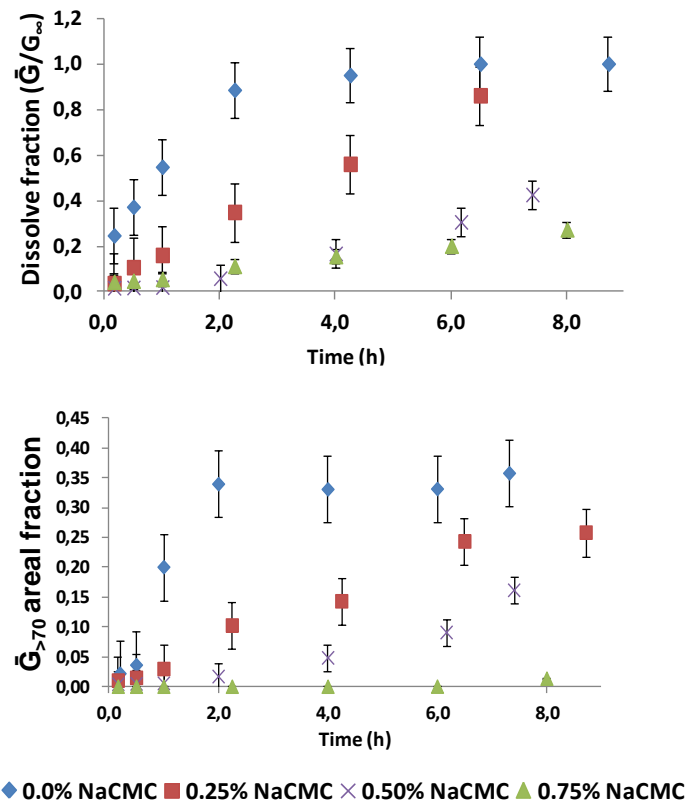 1,2
1,0
0,8
0,6
0,4
0,2
0,0
Dissolve fraction (Ḡ/G∞)
0,0 2,0 4,0 6,0 8,0
Time (h)
0,45
0,40
0,35
0,30
0,25
0,20
0,15
0,10
0,05
0,00
Ḡ>70 areal fraction
0,0 2,0 4,0 6,0 8,0
Time (h)
0.0% NaCMC 0.25% NaCMC 0.50% NaCMC 0.75% NaCMC